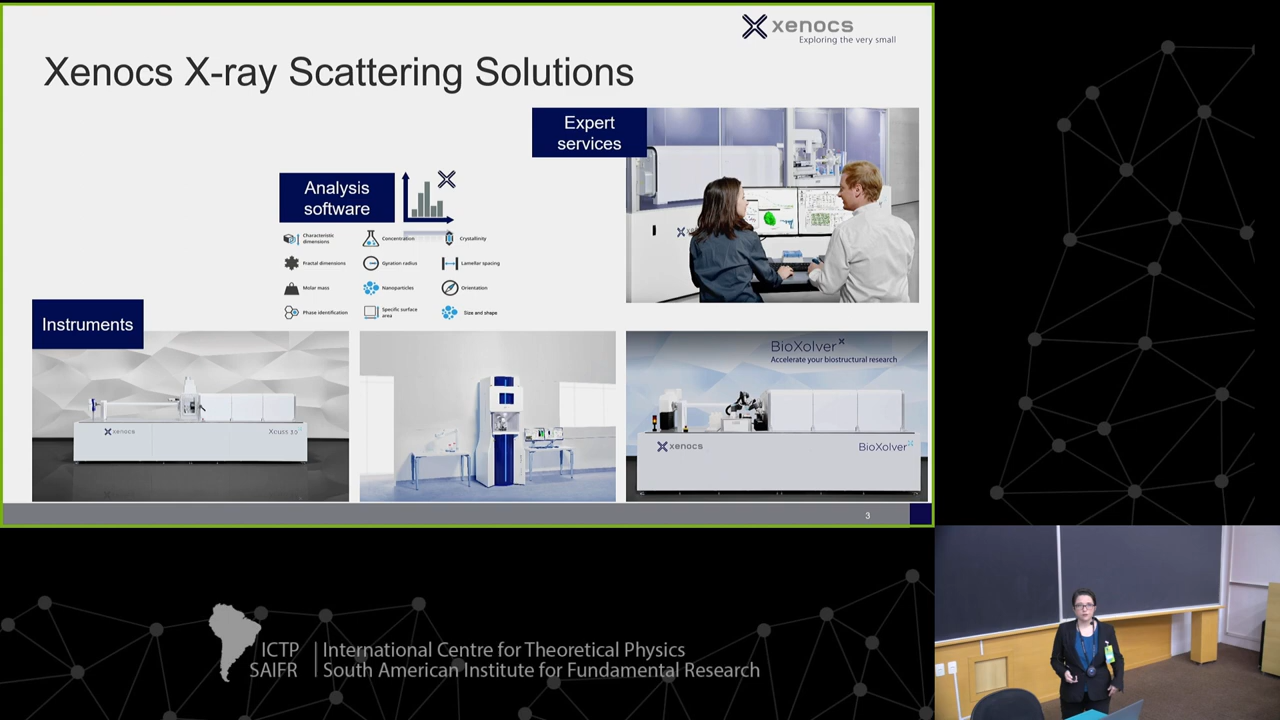 xenocs
Exploring the very small
Xenocs X-ray Scattering Solutions
Expert
services
Analysis
software
Characteristic
dimensions
Concentration
Crystallinity
Fractal dimensions
Gyration radius
Lamellar spacing
Molar mass
Nanoparticles
Orientation
Phase identification
Specific surface
area
Size and shape
Instruments
xenocs
Xeuss 3.0
BioXolver
Accelerate your biostructural research
xenocs
BioXolver
3
ICTP
SAIFR
International Centre for Theoretical Physics
South American Institute for Fundamental Research